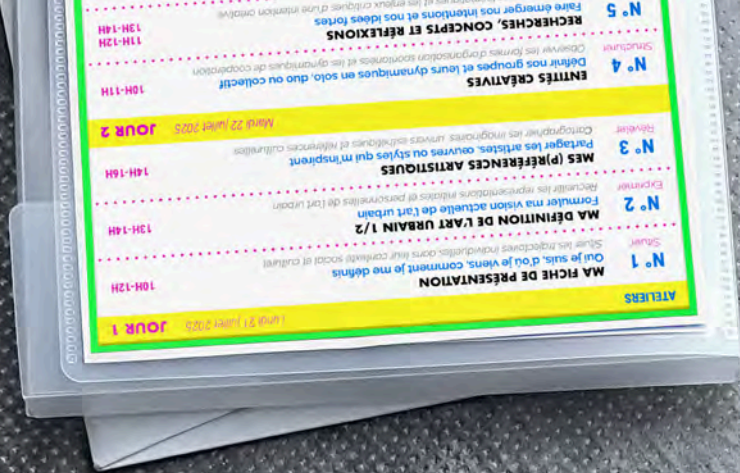 ATELIERS Lundi 21 juillet 2025 JOUR 1
N° 1 MA FICHE DE PRÉSENTATION 10H-12H
Qui je suis, d'où je viens, comment je me définis
Situer Situer les trajectoires individuelles dans leur contexte social et culturel
N° 2 MA DÉFINITION DE L'ART URBAIN 1/2 13H-14H
Formuler ma vision actuelle de l'art urbain
Exprimer Recueillir les représentations initiales et personnelles de l'art urbain
N° 3 MES (P)RÉFÉRENCES ARTISTIQUES 14H-16H
Partager les artistes, œuvres ou styles qui m'inspirent
Révéler Cartographier les imaginaires, univers esthétiques et références culturelles
Mardi 22 juillet 2025 JOUR 2
N° 4 ENTITÉS CRÉATIVES 10H-11H
Définir nos groupes et leurs dynamiques en solo, duo ou collectif
Structurer Observer les formes d'organisation spontanées et les dynamiques de coopération
RECHERCHES, CONCEPTS ET RÉFLEXIONS 11H-12H
N° 5 Faire émerger nos intentions et nos idées fortes 13H-14H
et les enjeux critiques d'une intention créative